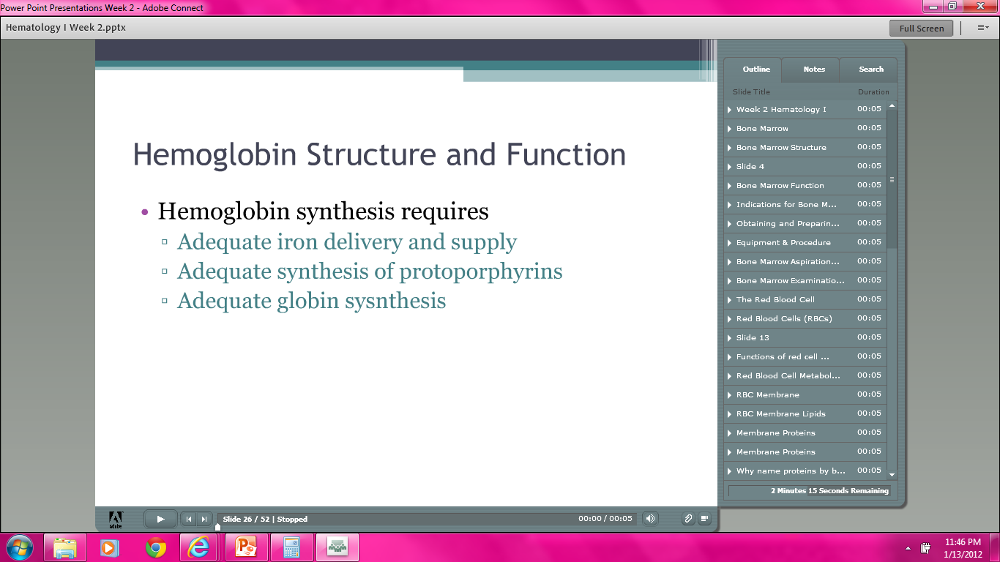 Power Point Presentations Week 2 - Adobe Connect
Hematology I Week 2.pptx
Full Screen
Hemoglobin Structure and Function
• Hemoglobin synthesis requires
▫ Adequate iron delivery and supply
▫ Adequate synthesis of protoporphyrins
▫ Adequate globin sysnthesis
Outline Notes Search
Slide Title Duration
Week 2 Hematology I 00:05
Bone Marrow 00:05
Bone Marrow Structure 00:05
Slide 4 00:05
Bone Marrow Function 00:05
Indications for Bone M... 00:05
Obtaining and Preparin... 00:05
Equipment & Procedure 00:05
Bone Marrow Aspiration... 00:05
Bone Marrow Examinatio... 00:05
The Red Blood Cell 00:05
Red Blood Cells (RBCs) 00:05
Slide 13 00:05
Functions of red cell ... 00:05
Red Blood Cell Metabol... 00:05
RBC Membrane 00:05
RBC Membrane Lipids 00:05
Membrane Proteins 00:05
Membrane Proteins 00:05
Why name proteins by b... 00:05
2 Minutes 15 Seconds Remaining
Adobe
Slide 26 / 52 | Stopped 00:00 / 00:05
11:46 PM
1/13/2012